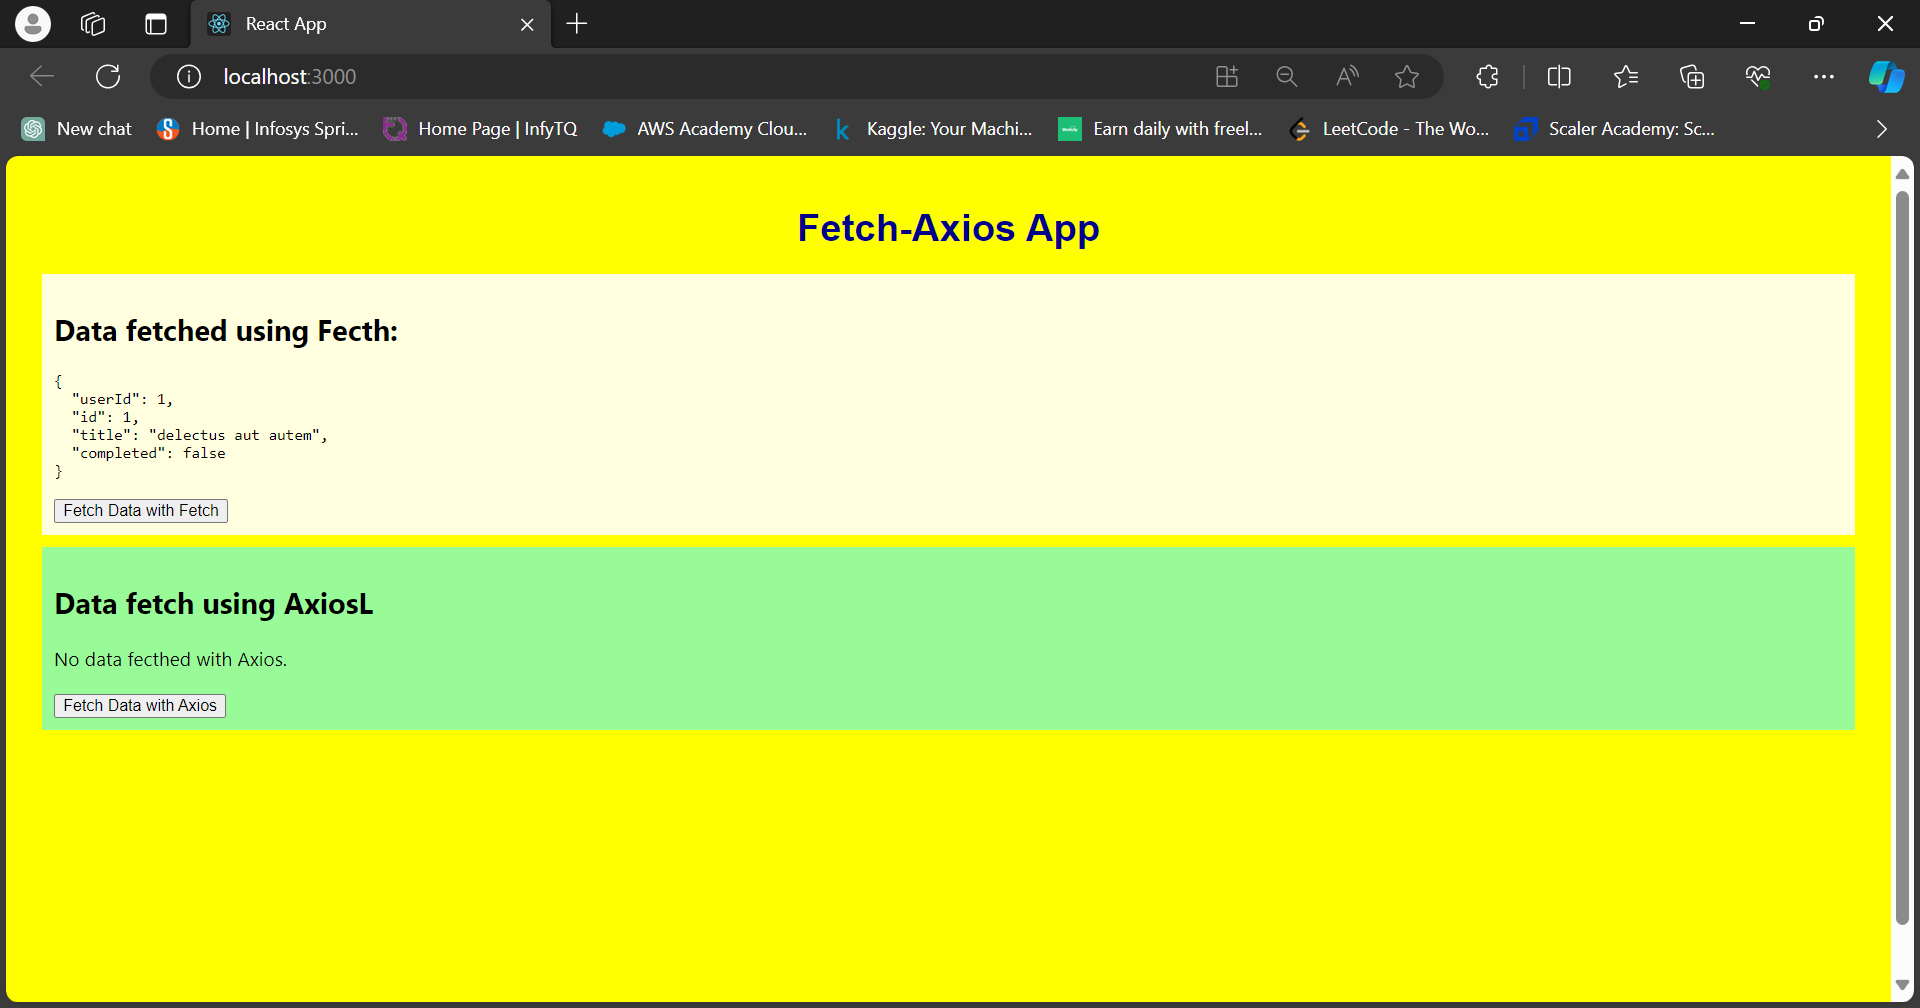 React App
localhost:3000
New chat
Home | Infosys Spri...
Home Page | InfyTQ
AWS Academy Clou...
Kaggle: Your Machi...
Earn daily with freel...
LeetCode - The Wo...
Scaler Academy: Sc...
Fetch-Axios App
Data fetched using Fecth:
{
"userId": 1,
"id": 1,
"title": "delectus aut autem",
"completed": false
}
Fetch Data with Fetch
Data fetch using AxiosL
No data fecthed with Axios.
Fetch Data with Axios